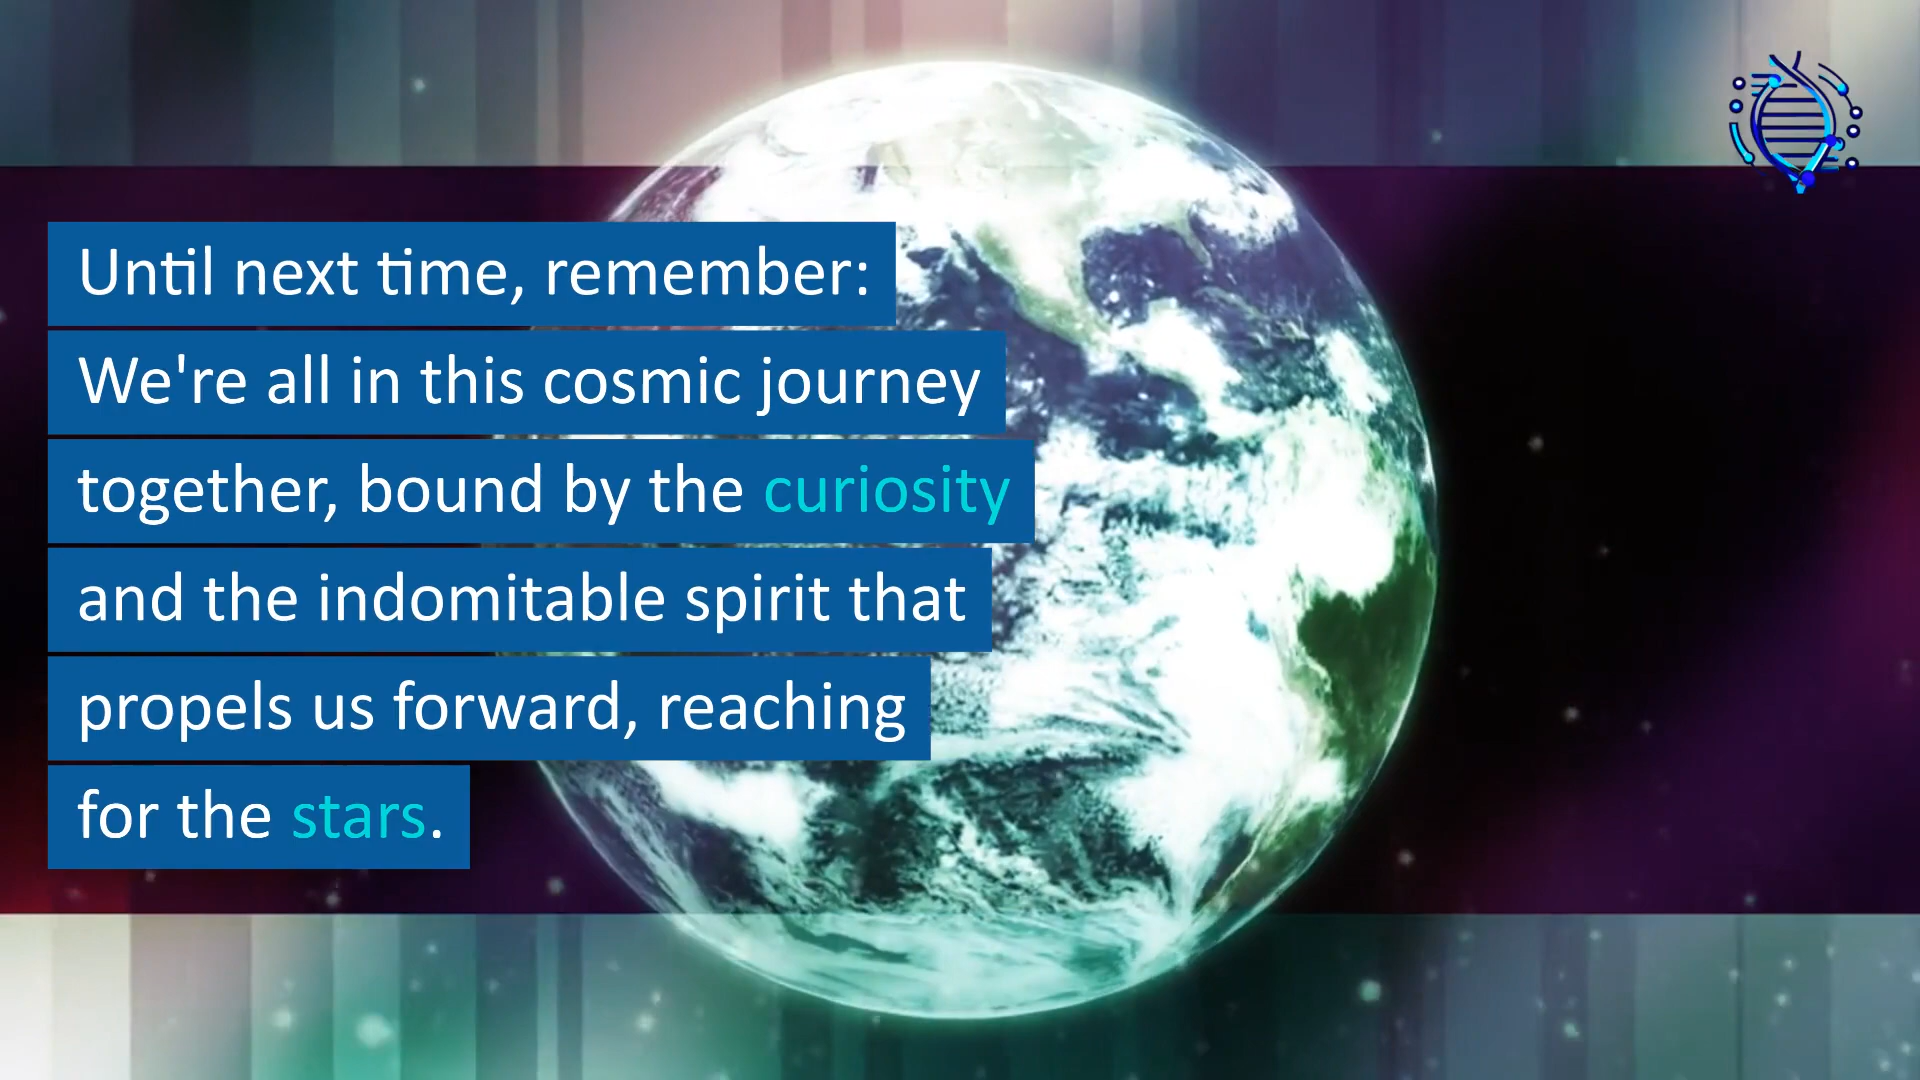 Until next time, remember:
We're all in this cosmic journey
together, bound by the curiosity
and the indomitable spirit that
propels us forward, reaching
for the stars.